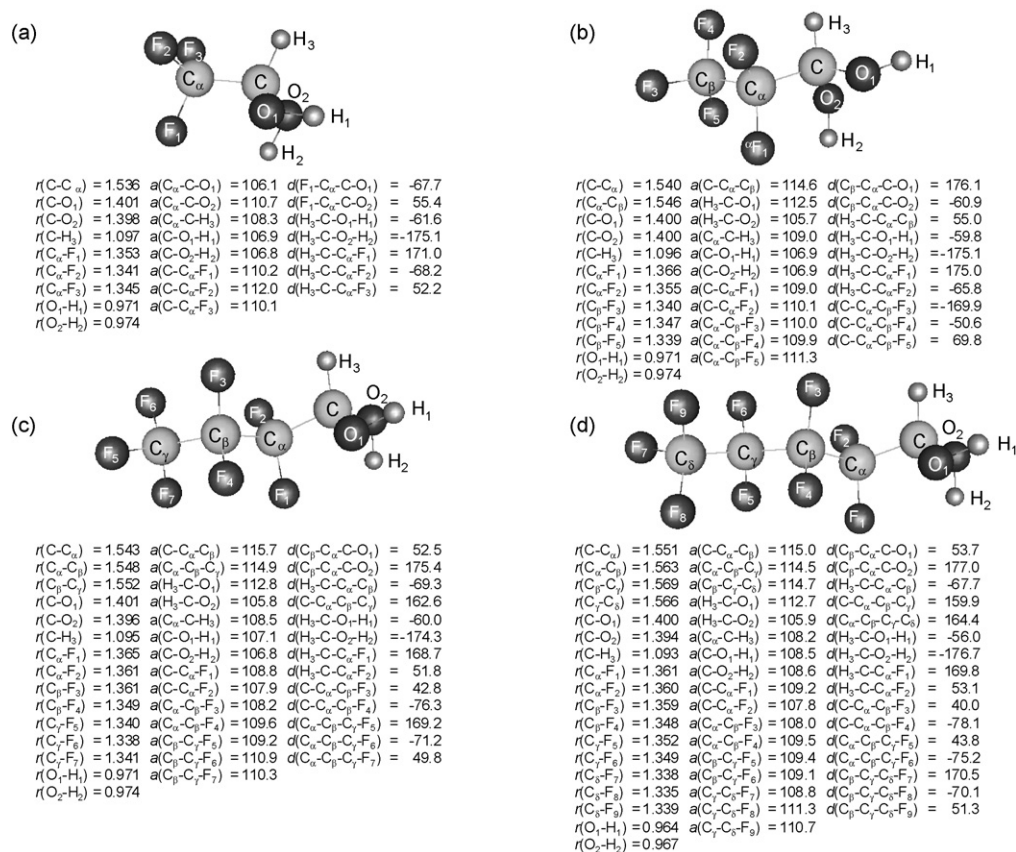 (a)
F2
F3
H3
Cα
C
O2
O1
H1
F1
H2
r(C-Cα) = 1.536 a(Cα-C-O1) = 106.1 d(F1-Cα-C-O1) = -67.7
r(C-O1) = 1.401 a(Cα-C-O2) = 110.7 d(F1-Cα-C-O2) = 55.4
r(C-O2) = 1.398 a(Cα-C-H3) = 108.3 d(H3-C-O1-H1) = -61.6
r(C-H3) = 1.097 a(C-O1-H1) = 106.9 d(H3-C-O2-H2) =-175.1
r(Cα-F1) = 1.353 a(C-O2-H2) = 106.8 d(H3-C-Cα-F1) = 171.0
r(Cα-F2) = 1.341 a(C-Cα-F1) = 110.2 d(H3-C-Cα-F2) = -68.2
r(Cα-F3) = 1.345 a(C-Cα-F2) = 112.0 d(H3-C-Cα-F3) = 52.2
r(O1-H1) = 0.971 a(C-Cα-F3) = 110.1
r(O2-H2) = 0.974
(b)
F4
H3
F2
C
H1
O1
Cβ
F3
Cα
O2
F5
αF1
H2
r(C-Cα) = 1.540 a(C-Cα-Cβ) = 114.6 d(Cβ-Cα-C-O1) = 176.1
r(Cα-Cβ) = 1.546 a(H3-C-O1) = 112.5 d(Cβ-Cα-C-O2) = -60.9
r(C-O1) = 1.400 a(H3-C-O2) = 105.7 d(H3-C-Cα-Cβ) = 55.0
r(C-O2) = 1.400 a(Cα-C-H3) = 109.0 d(H3-C-O1-H1) = -59.8
r(C-H3) = 1.096 a(C-O1-H1) = 106.9 d(H3-C-O2-H2) =-175.1
r(Cα-F1) = 1.366 a(C-O2-H2) = 106.9 d(H3-C-Cα-F1) = 175.0
r(Cα-F2) = 1.355 a(C-Cα-F1) = 109.0 d(H3-C-Cα-F2) = -65.8
r(Cβ-F3) = 1.340 a(C-Cα-F2) = 110.1 d(C-Cα-Cβ-F3) =-169.9
r(Cβ-F4) = 1.347 a(Cα-Cβ-F3) = 110.0 d(C-Cα-Cβ-F4) = -50.6
r(Cβ-F5) = 1.339 a(Cα-Cβ-F4) = 109.9 d(C-Cα-Cβ-F5) = 69.8
r(O1-H1) = 0.971 a(Cα-Cβ-F5) = 111.3
r(O2-H2) = 0.974
(c)
F3
H3
F6
F2
C
O2
H1
Cβ
Cα
O1
F5
Cγ
H2
F7
F4
F1
r(C-Cα) = 1.543 a(C-Cα-Cβ) = 115.7 d(Cβ-Cα-C-O1) = 52.5
r(Cα-Cβ) = 1.548 a(Cα-Cβ-Cγ) = 114.9 d(Cβ-Cα-C-O2) = 175.4
r(Cβ-Cγ) = 1.552 a(H3-C-O1) = 112.8 d(H3-C-Cα-Cβ) = -69.3
r(C-O1) = 1.401 a(H3-C-O2) = 105.8 d(C-Cα-Cβ-Cγ) = 162.6
r(C-O2) = 1.396 a(Cα-C-H3) = 108.5 d(H3-C-O1-H1) = -60.0
r(C-H3) = 1.095 a(C-O1-H1) = 107.1 d(H3-C-O2-H2) =-174.3
r(Cα-F1) = 1.365 a(C-O2-H2) = 106.8 d(H3-C-Cα-F1) = 168.7
r(Cα-F2) = 1.361 a(C-Cα-F1) = 108.8 d(H3-C-Cα-F2) = 51.8
r(Cβ-F3) = 1.361 a(C-Cα-F2) = 107.9 d(C-Cα-Cβ-F3) = 42.8
r(Cβ-F4) = 1.349 a(Cα-Cβ-F3) = 108.2 d(C-Cα-Cβ-F4) = -76.3
r(Cγ-F5) = 1.340 a(Cα-Cβ-F4) = 109.6 d(Cα-Cβ-Cγ-F5) = 169.2
r(Cγ-F6) = 1.338 a(Cβ-Cγ-F5) = 109.2 d(Cα-Cβ-Cγ-F6) = -71.2
r(Cγ-F7) = 1.341 a(Cβ-Cγ-F6) = 110.9 d(Cα-Cβ-Cγ-F7) = 49.8
r(O1-H1) = 0.971 a(Cβ-Cγ-F7) = 110.3
r(O2-H2) = 0.974
(d)
F9
F6
F3
H3
F2
C
O2
H1
F7
Cδ
Cγ
Cβ
Cα
O1
F8
F5
F4
F1
H2
r(C-Cα) = 1.551 a(C-Cα-Cβ) = 115.0 d(Cβ-Cα-C-O1) = 53.7
r(Cα-Cβ) = 1.563 a(Cα-Cβ-Cγ) = 114.5 d(Cβ-Cα-C-O2) = 177.0
r(Cβ-Cγ) = 1.569 a(Cβ-Cγ-Cδ) = 114.7 d(H3-C-Cα-Cβ) = -67.7
r(Cγ-Cδ) = 1.566 a(H3-C-O1) = 112.7 d(C-Cα-Cβ-Cγ) = 159.9
r(C-O1) = 1.400 a(H3-C-O2) = 105.9 d(Cα-Cβ-Cγ-Cδ) = 164.4
r(C-O2) = 1.394 a(Cα-C-H3) = 108.2 d(H3-C-O1-H1) = -56.0
r(C-H3) = 1.093 a(C-O1-H1) = 108.5 d(H3-C-O2-H2) = -176.7
r(Cα-F1) = 1.361 a(C-O2-H2) = 108.6 d(H3-C-Cα-F1) = 169.8
r(Cα-F2) = 1.360 a(C-Cα-F1) = 109.2 d(H3-C-Cα-F2) = 53.1
r(Cβ-F3) = 1.359 a(C-Cα-F2) = 107.8 d(C-Cα-Cβ-F3) = 40.0
r(Cβ-F4) = 1.348 a(Cα-Cβ-F3) = 108.0 d(C-Cα-Cβ-F4) = -78.1
r(Cγ-F5) = 1.352 a(Cα-Cβ-F4) = 109.5 d(Cα-Cβ-Cγ-F5) = 43.8
r(Cγ-F6) = 1.349 a(Cβ-Cγ-F5) = 109.4 d(Cα-Cβ-Cγ-F6) = -75.2
r(Cδ-F7) = 1.338 a(Cβ-Cγ-F6) = 109.1 d(Cβ-Cγ-Cδ-F7) = 170.5
r(Cδ-F8) = 1.335 a(Cγ-Cδ-F7) = 108.8 d(Cβ-Cγ-Cδ-F8) = -70.1
r(Cδ-F9) = 1.339 a(Cγ-Cδ-F8) = 111.3 d(Cβ-Cγ-Cδ-F9) = 51.3
r(O1-H1) = 0.964 a(Cγ-Cδ-F9) = 110.7
r(O2-H2) = 0.967